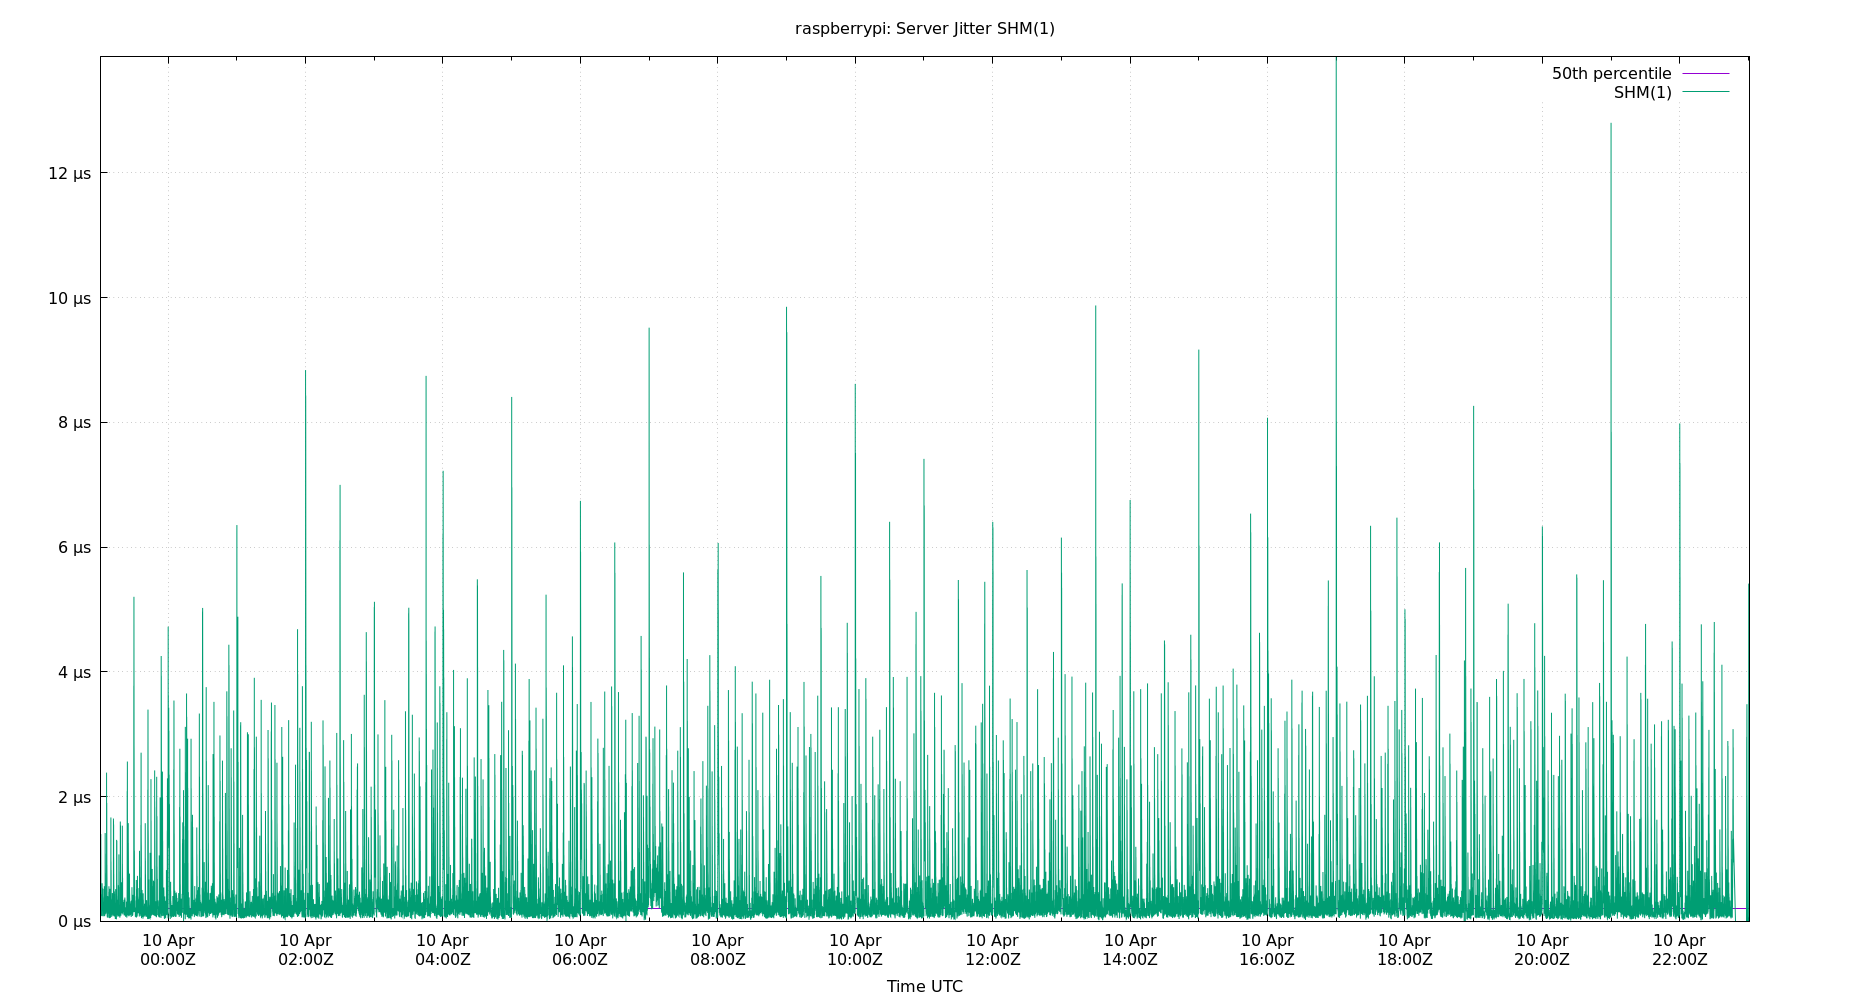 raspberrypi: Server Jitter SHM(1)
50th percentile
SHM(1)
12 µs
10 µs
8 µs
6 µs
4 µs
2 µs
0 µs
10 Apr 10 Apr 10 Apr 10 Apr 10 Apr 10 Apr 10 Apr 10 Apr 10 Apr 10 Apr 10 Apr 10 Apr
00:00Z 02:00Z 04:00Z 06:00Z 08:00Z 10:00Z 12:00Z 14:00Z 16:00Z 18:00Z 20:00Z 22:00Z
Time UTC